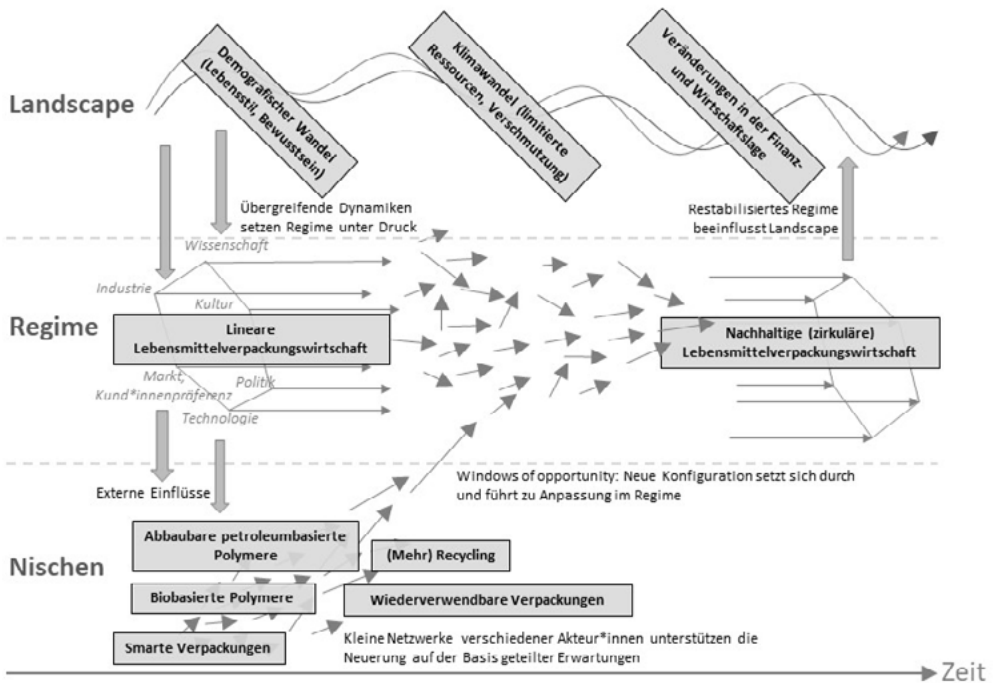 Landscape
Demografischer Wandel
(Lebensstil, Bewusstsein)
Klimawandel (limitierte
Ressourcen, Verschmutzung)
Veränderungen in der Finanz-
und Wirtschaftslage
Übergreifende Dynamiken
setzen Regime unter Druck
Restabilisiertes Regime
beeinflusst Landscape
Regime
Wissenschaft
Industrie
Kultur
Lineare
Lebensmittelverpackungswirtschaft
Markt,
Kund*innenpräferenz
Politik
Technologie
Nachhaltige (zirkuläre)
Lebensmittelverpackungswirtschaft
Externe Einflüsse
Windows of opportunity: Neue Konfiguration setzt sich durch
und führt zu Anpassung im Regime
Nischen
Abbaubare petroleumbasierte
Polymere
(Mehr) Recycling
Biobasierte Polymere
Wiederverwendbare Verpackungen
Smarte Verpackungen
Kleine Netzwerke verschiedener Akteur*innen unterstützen die
Neuerung auf der Basis geteilter Erwartungen
Zeit